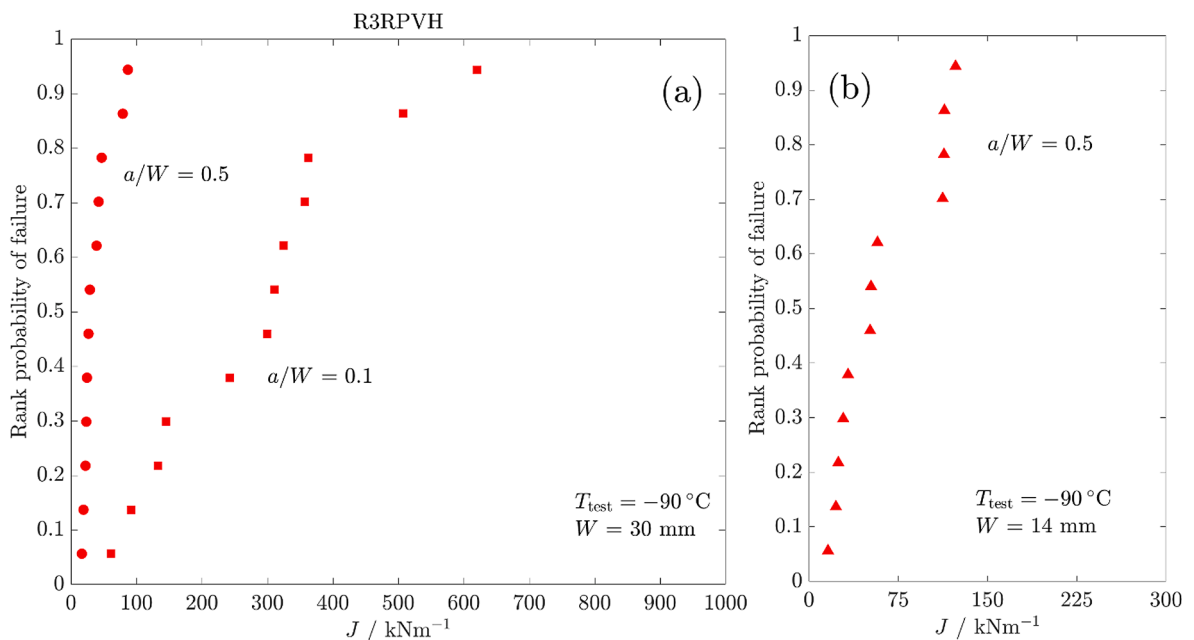 R3RPVH
1
0.9
0.8
0.7
0.6
0.5
0.4
0.3
0.2
0.1
0
Rank probability of failure
(a)
a/W = 0.5
a/W = 0.1
T_test = −90 °C
W = 30 mm
0 100 200 300 400 500 600 700 800 900 1000
J / kNm⁻¹
1
0.9
0.8
0.7
0.6
0.5
0.4
0.3
0.2
0.1
0
Rank probability of failure
(b)
a/W = 0.5
T_test = −90 °C
W = 14 mm
0 75 150 225 300
J / kNm⁻¹